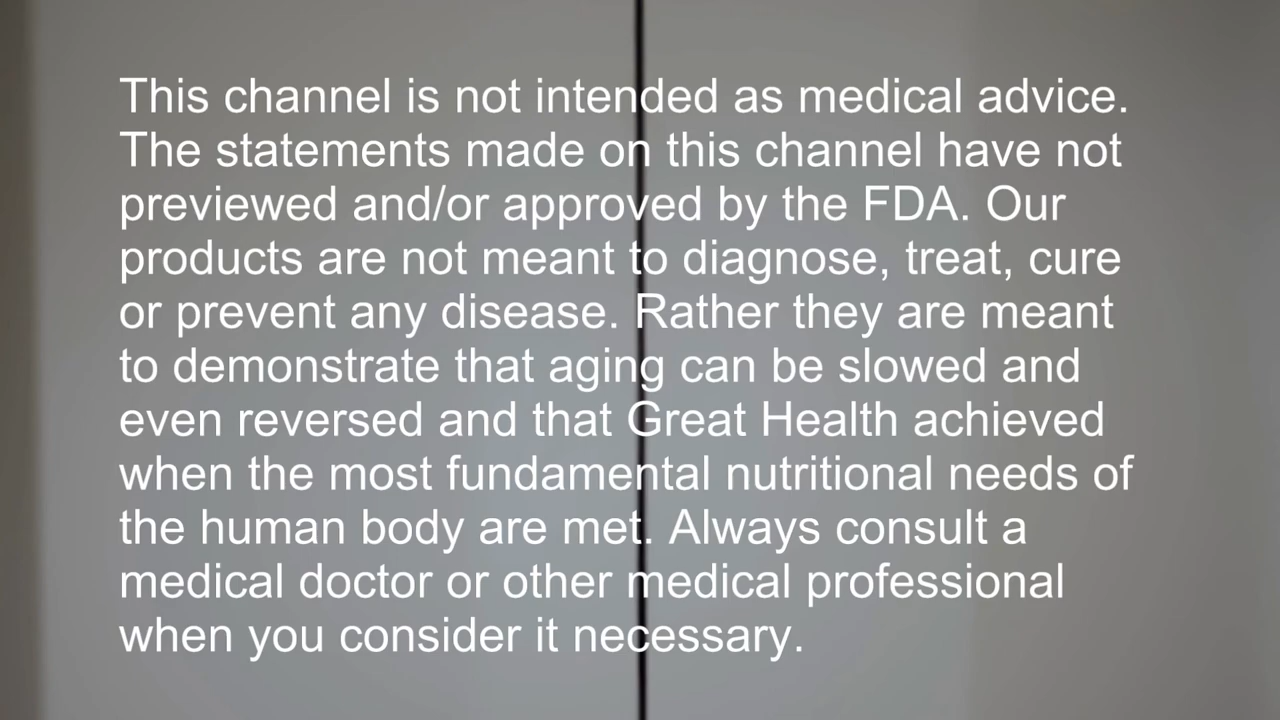 This channel is not intended as medical advice.
The statements made on this channel have not
previewed and/or approved by the FDA. Our
products are not meant to diagnose, treat, cure
or prevent any disease. Rather they are meant
to demonstrate that aging can be slowed and
even reversed and that Great Health achieved
when the most fundamental nutritional needs of
the human body are met. Always consult a
medical doctor or other medical professional
when you consider it necessary.